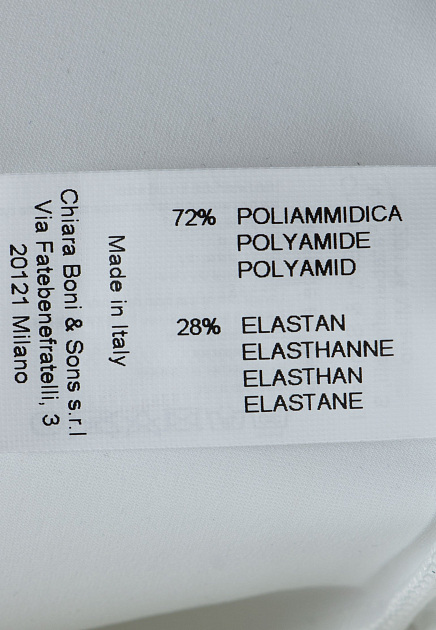 72% POLIAMMIDICA
POLYAMIDE
POLYAMID
28% ELASTAN
ELASTHANNE
ELASTHAN
ELASTANE
Made in Italy
Chiara Boni & Sons s.r.l
Via Fatebenefratelli, 3
20121 Milano